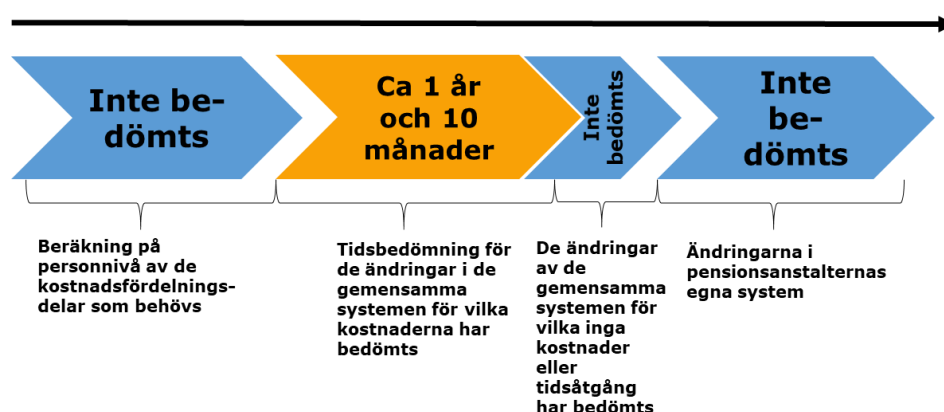 Inte be-
dömts
Ca 1 år
och 10
månader
Inte
bedömts
Inte
be-
dömts
Beräkning på
personnivå av de
kostnadsfördelnings-
delar som behövs
Tidsbedömning för
de ändringar i de
gemensamma
systemen för vilka
kostnaderna har
bedömts
De ändringar
av de
gemensamma
systemen för
vilka inga
kostnader
eller
tidsåtgång
har bedömts
Ändringarna i
pensionsanstalternas
egna system